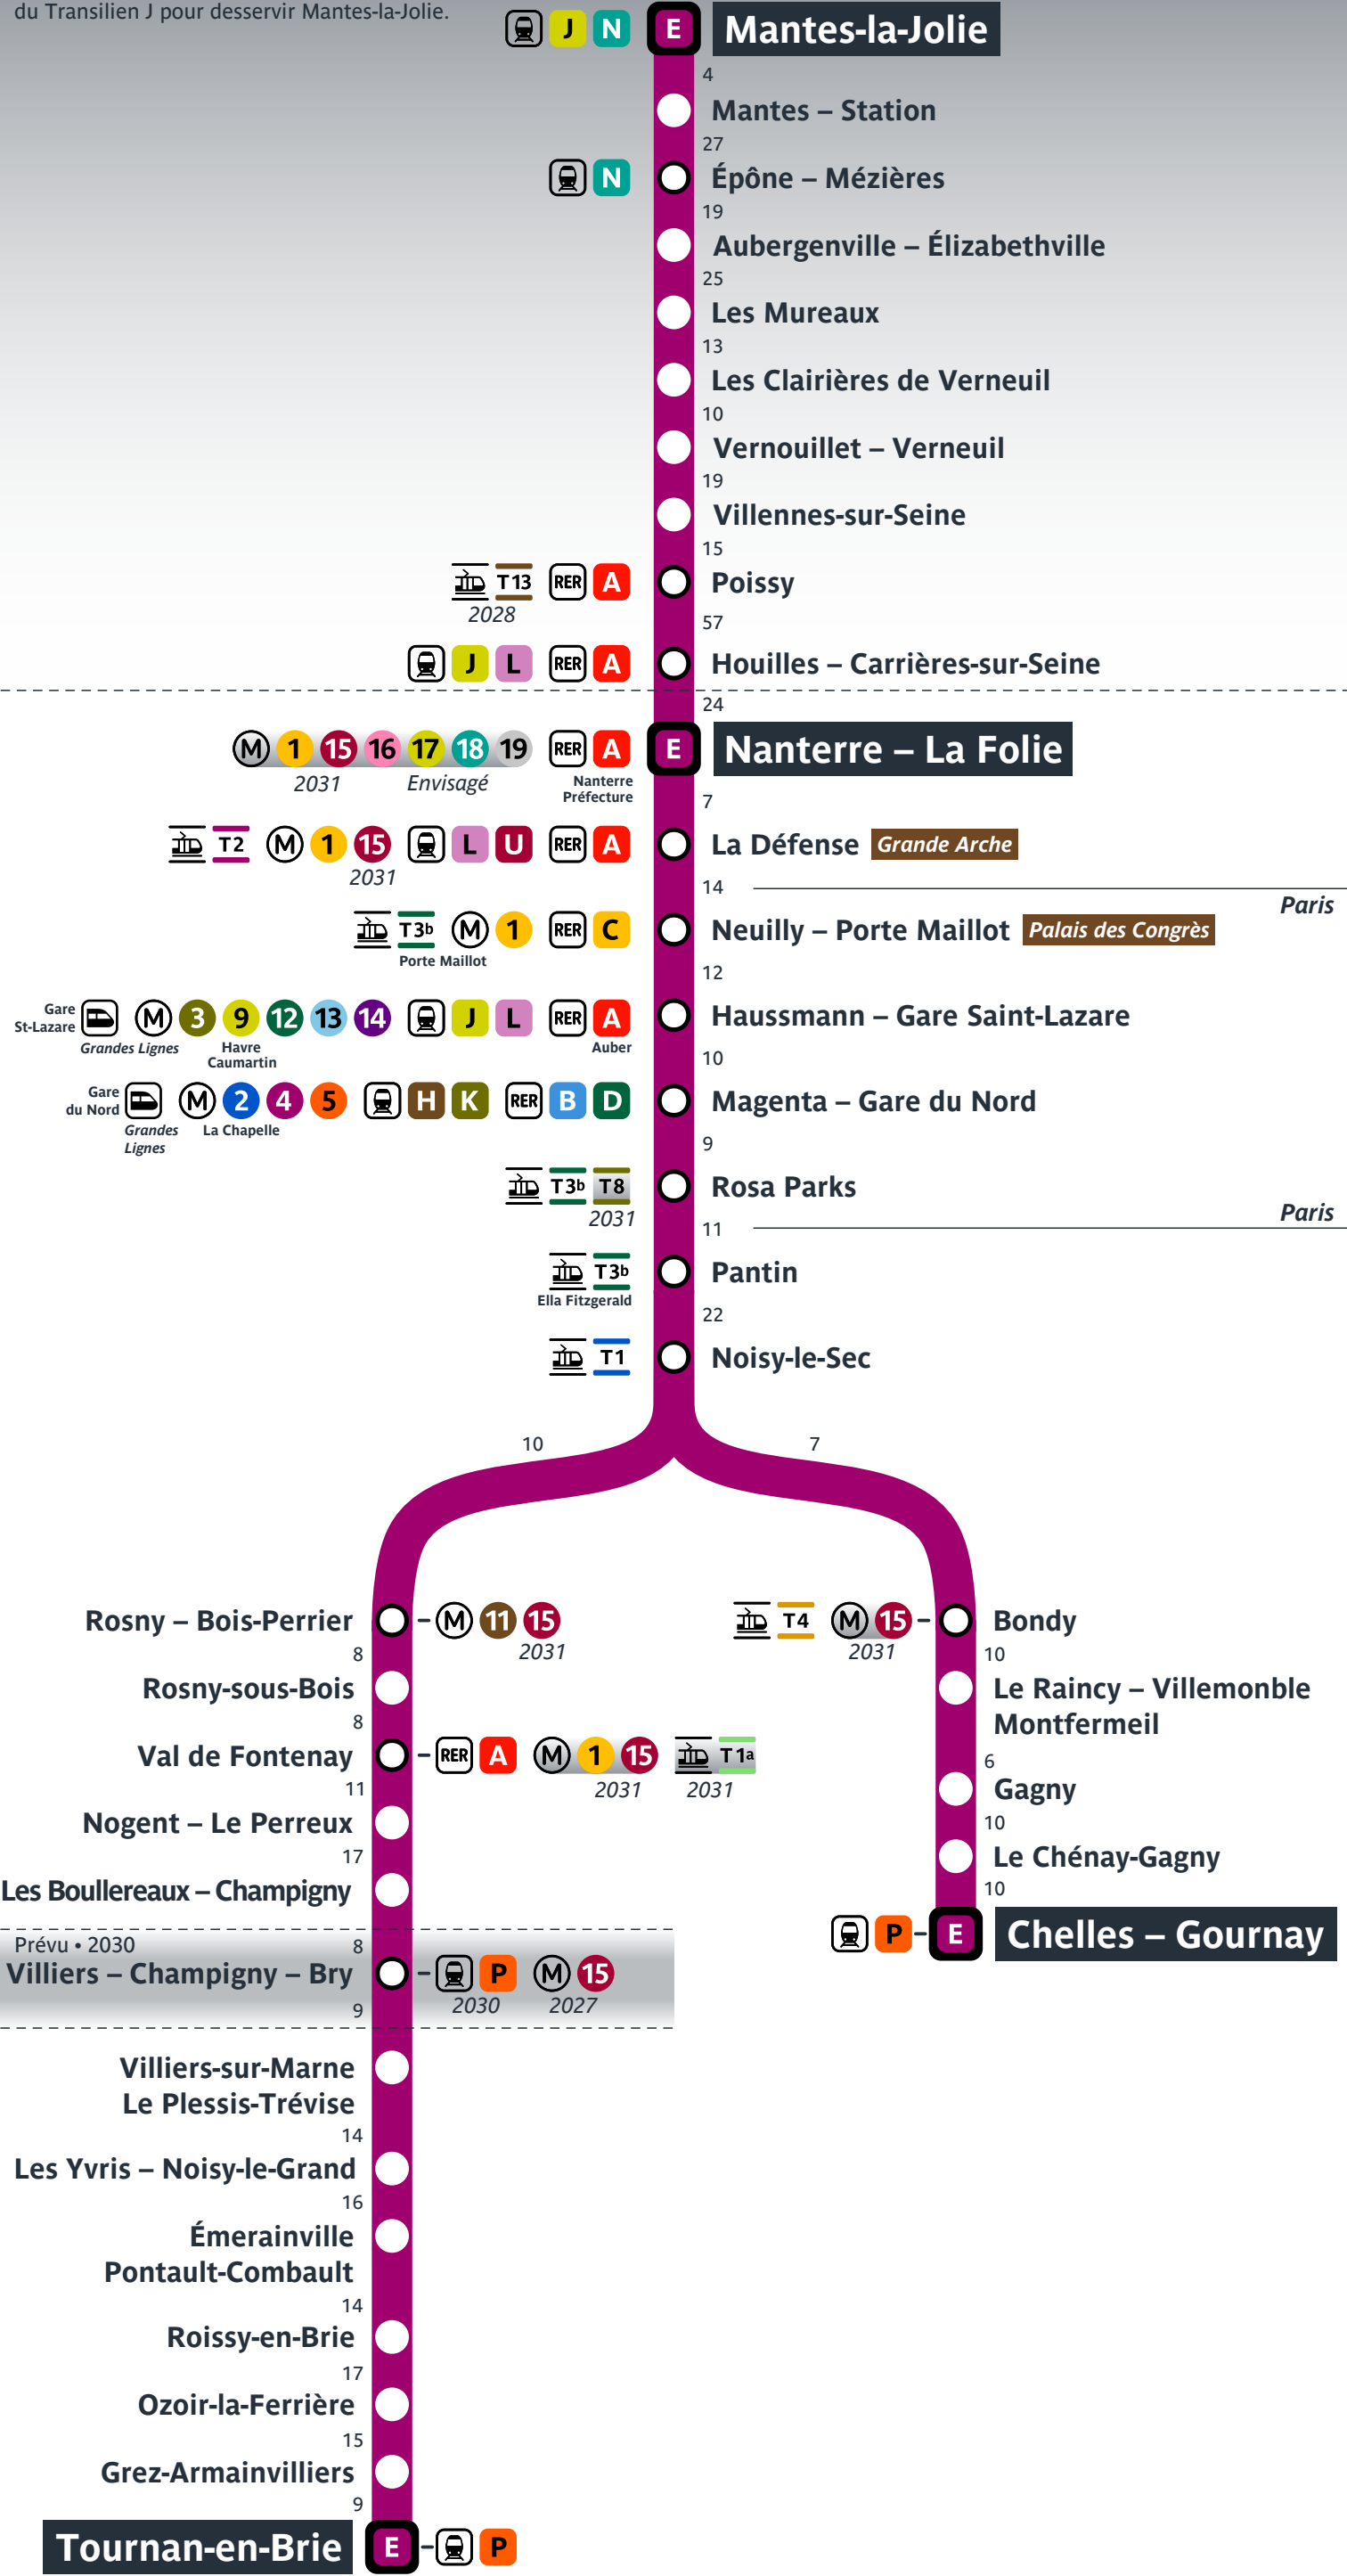 du Transilien J pour desservir Mantes-la-Jolie.
J N E Mantes-la-Jolie
4
Mantes – Station
27
N Épône – Mézières
19
Aubergenville – Élizabethville
25
Les Mureaux
13
Les Clairières de Verneuil
10
Vernouillet – Verneuil
19
Villennes-sur-Seine
15
T13 RER A Poissy
2028
57
J L RER A Houilles – Carrières-sur-Seine
24
M 1 15 16 17 18 19 RER A E Nanterre – La Folie
2031 Envisagé Nanterre
Préfecture
7
T2 M 1 15 L U RER A La Défense Grande Arche
2031
14
Paris
T3b M 1 RER C Neuilly – Porte Maillot Palais des Congrès
Porte Maillot
12
Gare
St-Lazare
M 3 9 12 13 14 J L RER A Haussmann – Gare Saint-Lazare
Grandes Lignes Havre
Caumartin
Auber
10
Gare
du Nord
M 2 4 5 H K RER B D Magenta – Gare du Nord
Grandes
Lignes
La Chapelle
9
T3b T8 Rosa Parks
2031
Paris
11
T3b Pantin
Ella Fitzgerald
22
T1 Noisy-le-Sec
10
7
Rosny – Bois-Perrier M 11 15
2031
8
Rosny-sous-Bois
8
Val de Fontenay RER A M 1 15 T1a
2031 2031
11
Nogent – Le Perreux
17
Les Boullereaux – Champigny
Prévu • 2030
8
Villiers – Champigny – Bry P M 15
2030 2027
9
Villiers-sur-Marne
Le Plessis-Trévise
14
Les Yvris – Noisy-le-Grand
16
Émerainville
Pontault-Combault
14
Roissy-en-Brie
17
Ozoir-la-Ferrière
15
Grez-Armainvilliers
9
Tournan-en-Brie E P
T4 M 15 Bondy
2031
10
Le Raincy – Villemonble
Montfermeil
6
Gagny
10
Le Chénay-Gagny
10
P E Chelles – Gournay